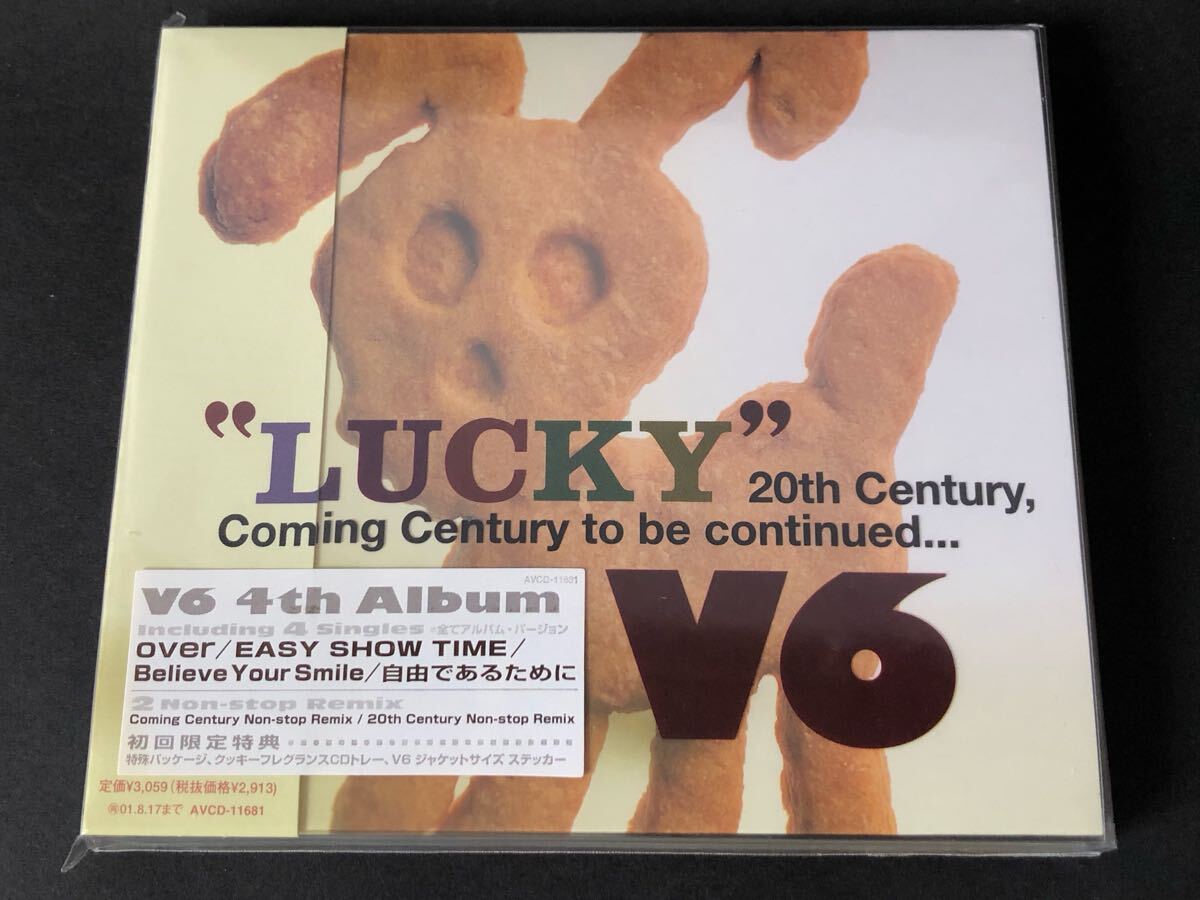 "LUCKY" 20th Century,
Coming Century to be continued...
V6
AVCD-11681
V6 4th Album
Including 4 Singles ※全てアルバム・バージョン
over/EASY SHOW TIME/
Believe Your Smile/自由であるために
2 Non-stop Remix
Coming Century Non-stop Remix / 20th Century Non-stop Remix
初回限定特典
特殊パッケージ、クッキーフレグランスCDトレー、V6 ジャケットサイズ ステッカー
定価¥3,059(税抜価格¥2,913)
㊐01.8.17まで AVCD-11681